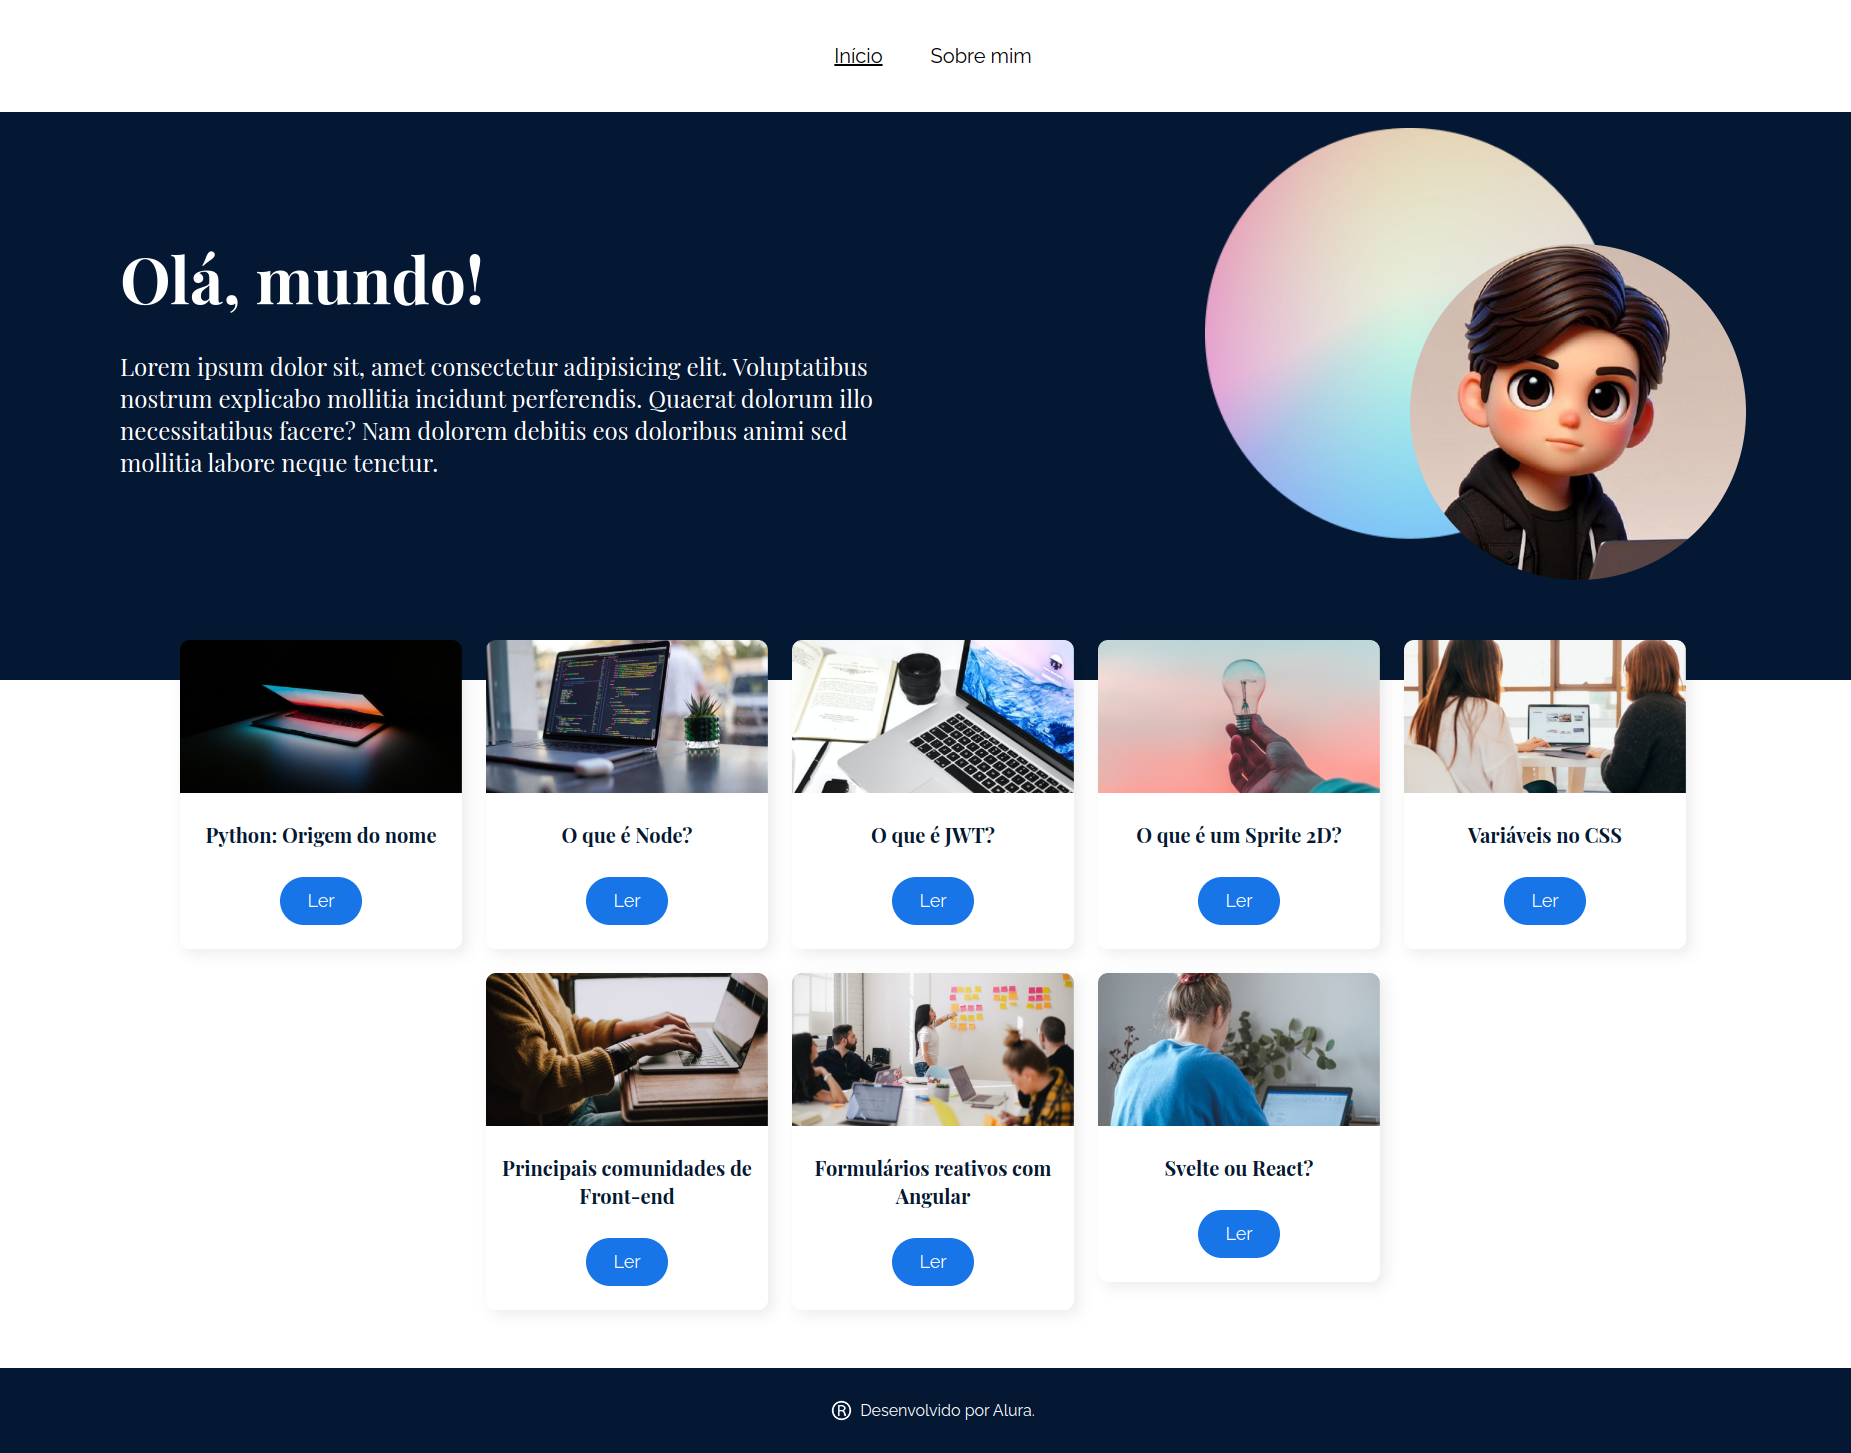 Início
Sobre mim
Olá, mundo!
Lorem ipsum dolor sit, amet consectetur adipisicing elit. Voluptatibus
nostrum explicabo mollitia incidunt perferendis. Quaerat dolorum illo
necessitatibus facere? Nam dolorem debitis eos doloribus animi sed
mollitia labore neque tenetur.
Python: Origem do nome
Ler
O que é Node?
Ler
O que é JWT?
Ler
O que é um Sprite 2D?
Ler
Variáveis no CSS
Ler
Principais comunidades de
Front-end
Ler
Formulários reativos com
Angular
Ler
Svelte ou React?
Ler
® Desenvolvido por Alura.